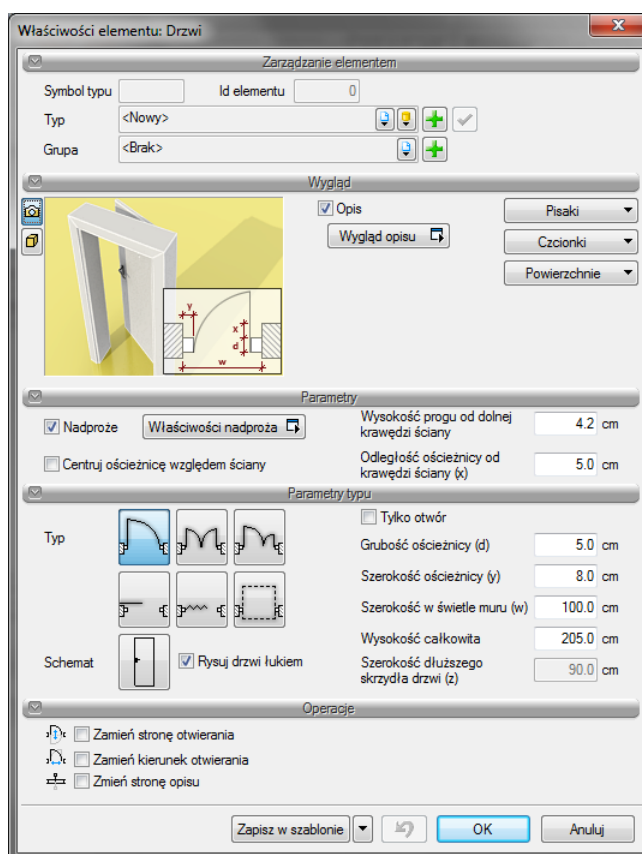 Właściwości elementu: Drzwi
Zarządzanie elementem
Symbol typu Id elementu 0
Typ <Nowy>
Grupa <Brak>
Wygląd
Opis Pisaki
Wygląd opisu Czcionki
Powierzchnie
y
x
d
w
Parametry
Nadproże Właściwości nadproża Wysokość progu od dolnej
krawędzi ściany 4.2 cm
Centruj ościeżnicę względem ściany Odległość ościeżnicy od
krawędzi ściany (x) 5.0 cm
Parametry typu
Typ Tylko otwór
Grubość ościeżnicy (d) 5.0 cm
Szerokość ościeżnicy (y) 8.0 cm
Szerokość w świetle muru (w) 100.0 cm
Wysokość całkowita 205.0 cm
Schemat Rysuj drzwi łukiem Szerokość dłuższego
skrzydła drzwi (z) 90.0 cm
Operacje
Zamień stronę otwierania
Zamień kierunek otwierania
Zmień stronę opisu
Zapisz w szablonie OK Anuluj